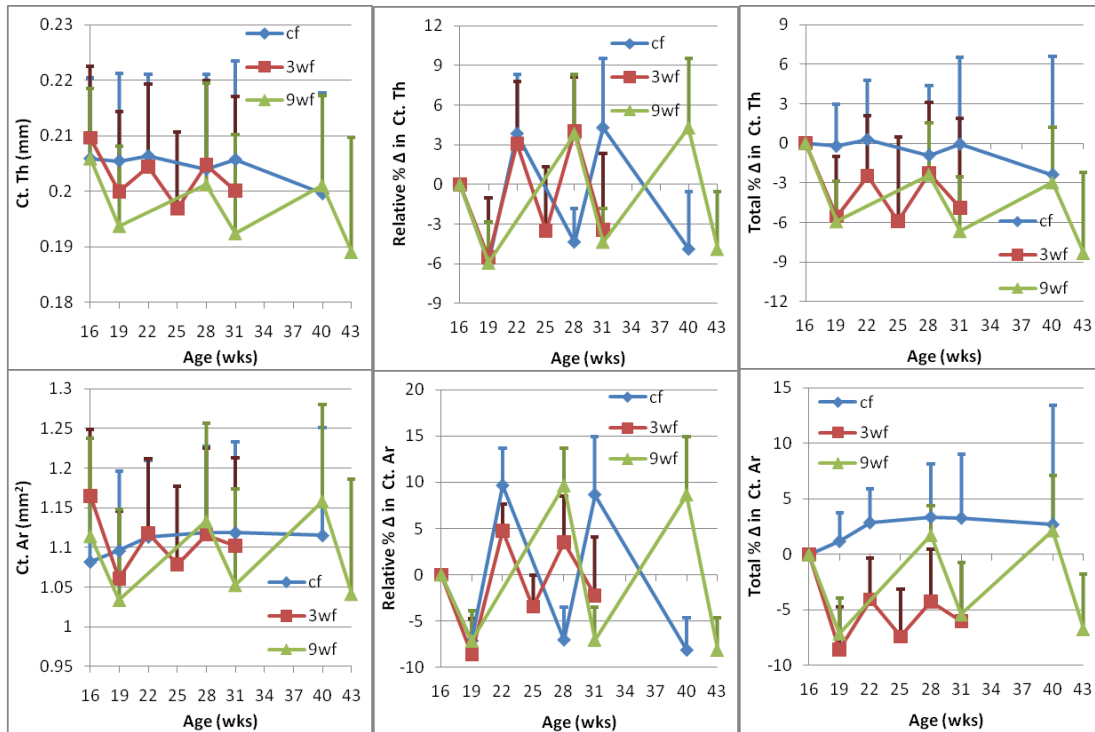 0.23
0.22
0.21
0.2
0.19
0.18
Ct. Th (mm)
cf
3wf
9wf
16 19 22 25 28 31 34 37 40 43
Age (wks)
9
6
3
0
-3
-6
-9
Relative % Δ in Ct. Th
cf
3wf
9wf
16 19 22 25 28 31 34 37 40 43
Age (wks)
9
6
3
0
-3
-6
-9
-12
Total % Δ in Ct. Th
cf
3wf
9wf
16 19 22 25 28 31 34 37 40 43
Age (wks)
1.3
1.25
1.2
1.15
1.1
1.05
1
0.95
Ct. Ar (mm²)
cf
3wf
9wf
16 19 22 25 28 31 34 37 40 43
Age (wks)
20
15
10
5
0
-5
-10
Relative % Δ in Ct. Ar
cf
3wf
9wf
16 19 22 25 28 31 34 37 40 43
Age (wks)
15
10
5
0
-5
-10
Total % Δ in Ct. Ar
cf
3wf
9wf
16 19 22 25 28 31 34 37 40 43
Age (wks)